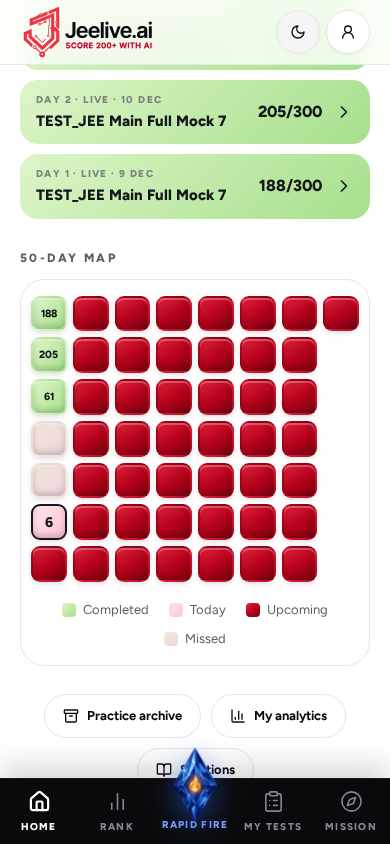 Jeelive.ai
SCORE 200+ WITH AI
DAY 2 · LIVE · 10 DEC
TEST_JEE Main Full Mock 7
205/300
DAY 1 · LIVE · 9 DEC
TEST_JEE Main Full Mock 7
188/300
50-DAY MAP
188
205
61
6
Completed
Today
Upcoming
Missed
Practice archive
My analytics
HOME
RANK
RAPID FIRE
MY TESTS
MISSION